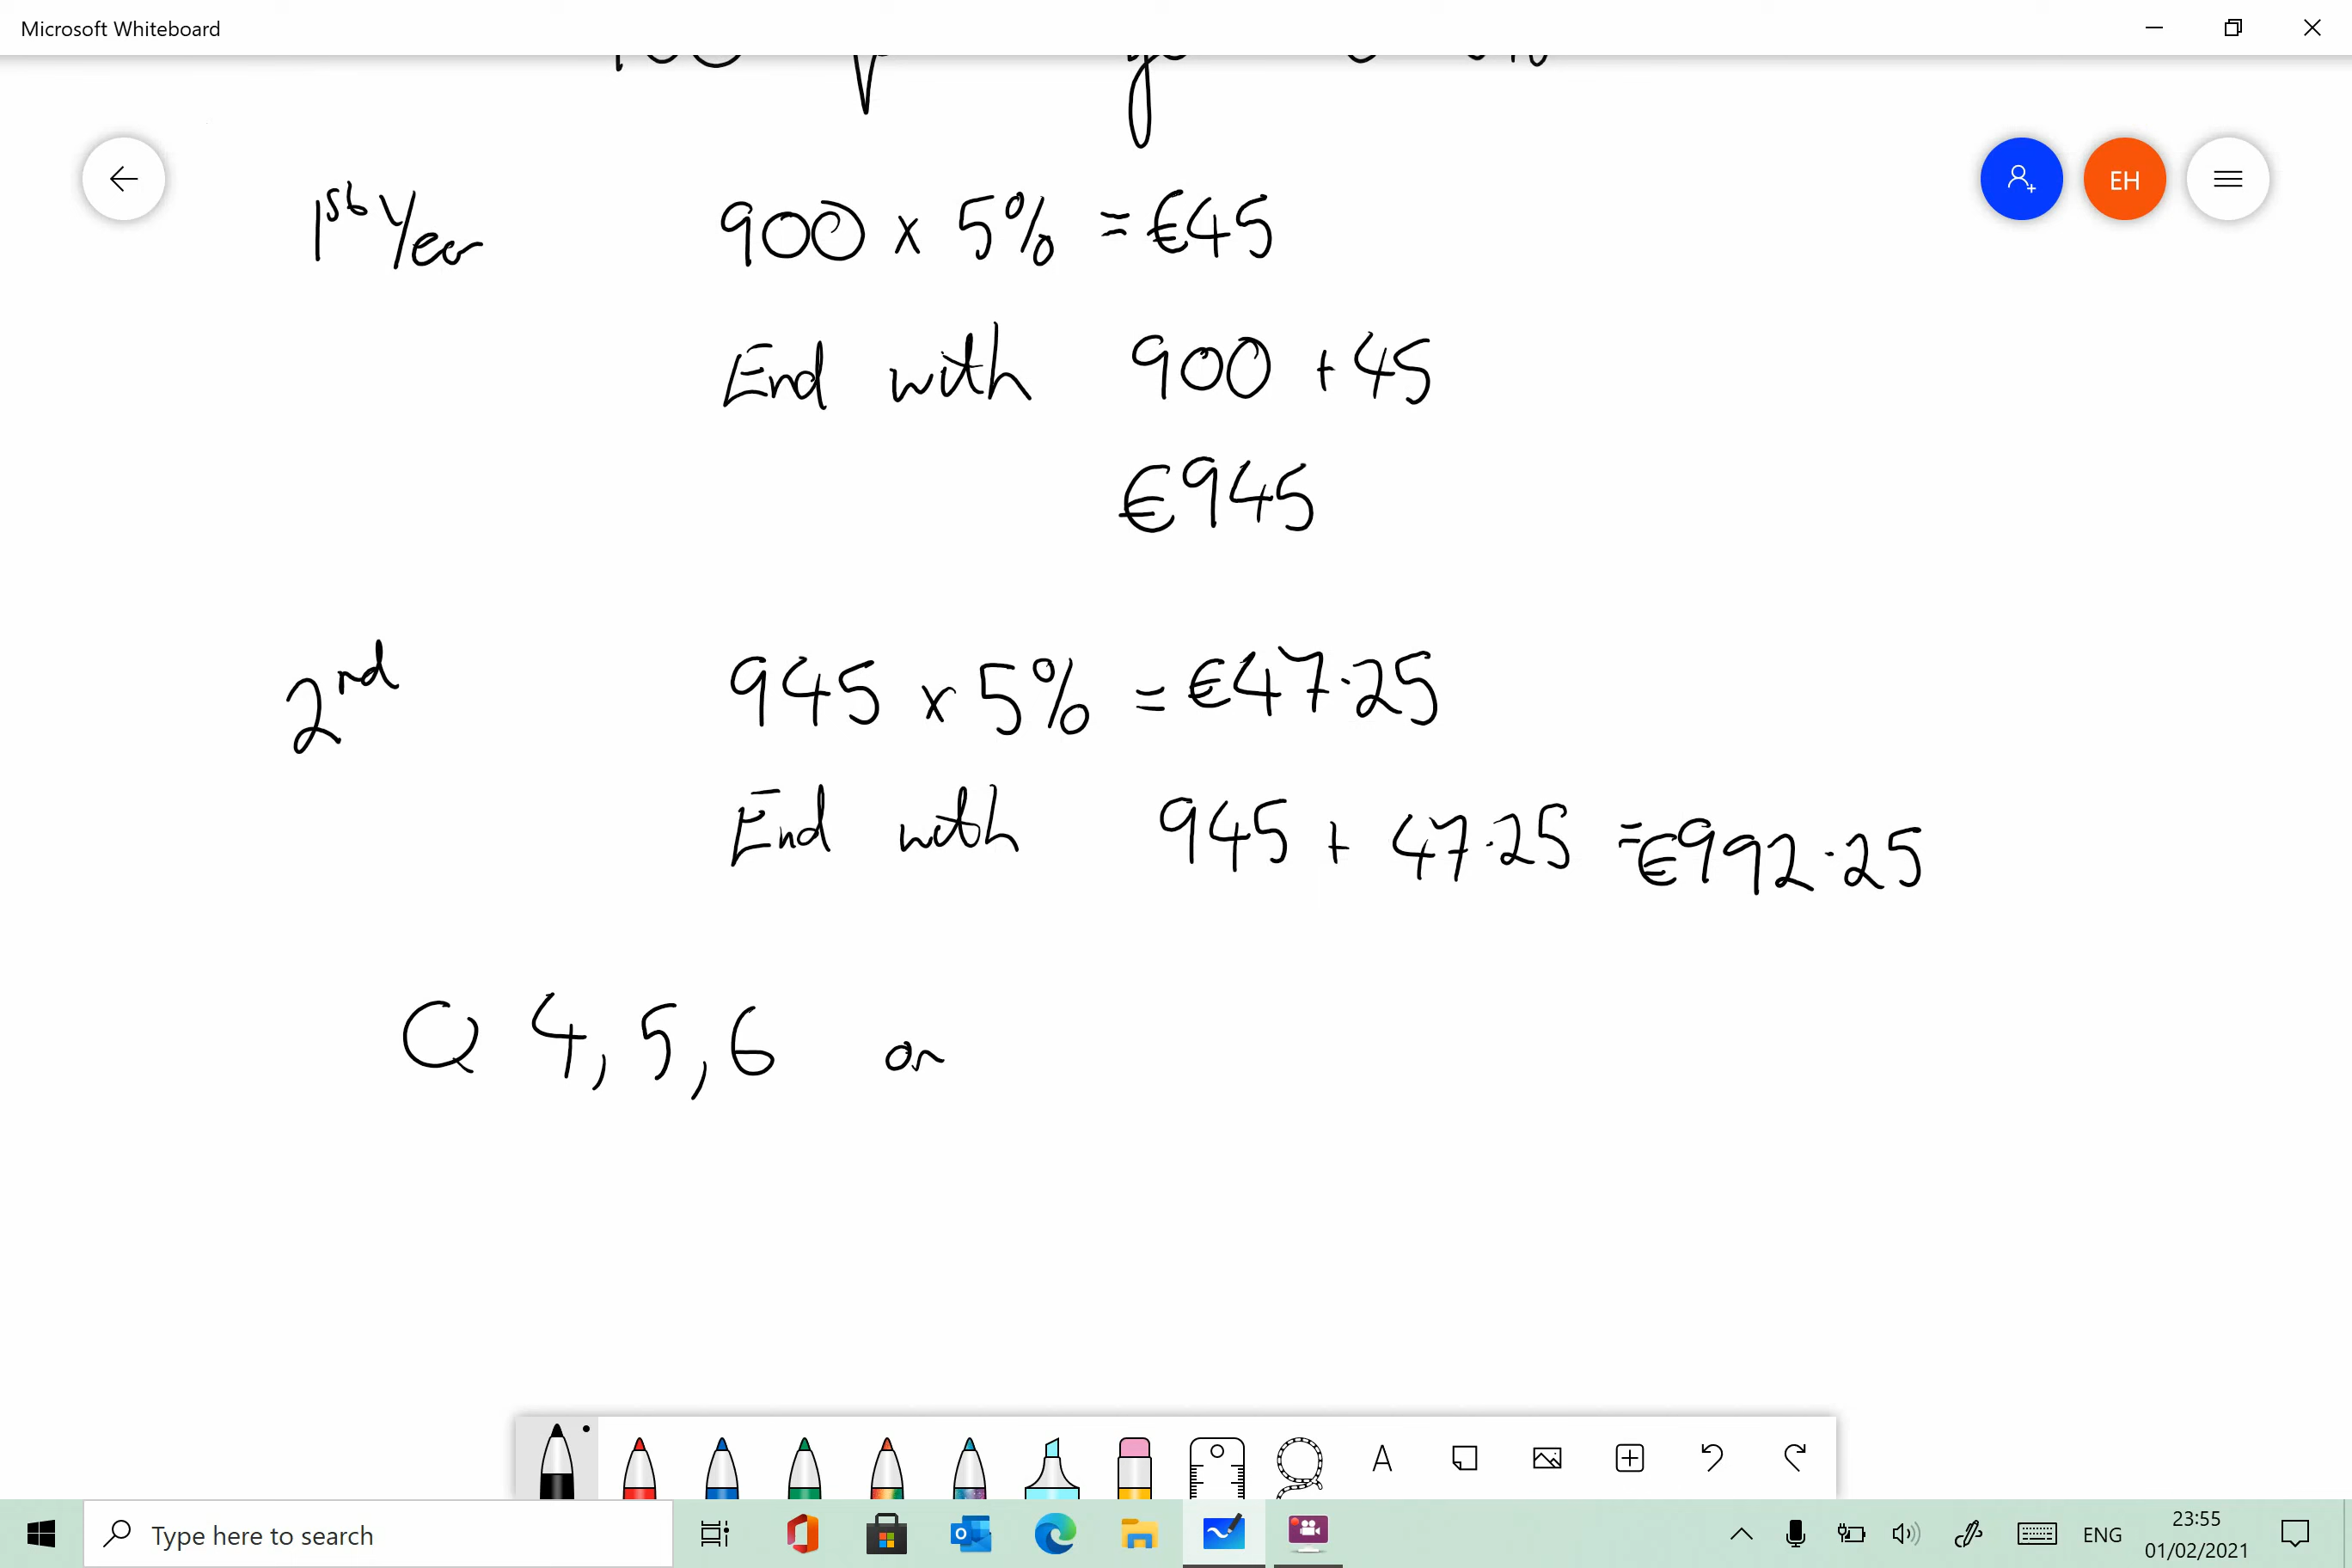 Microsoft Whiteboard
EH
1st Year 900 x 5% = €45
End with 900 + 45
€945
2nd 945 x 5% = €47·25
End with 945 + 47·25 = €992·25
Q 4, 5, 6 on
A
Type here to search
ENG
23:55
01/02/2021